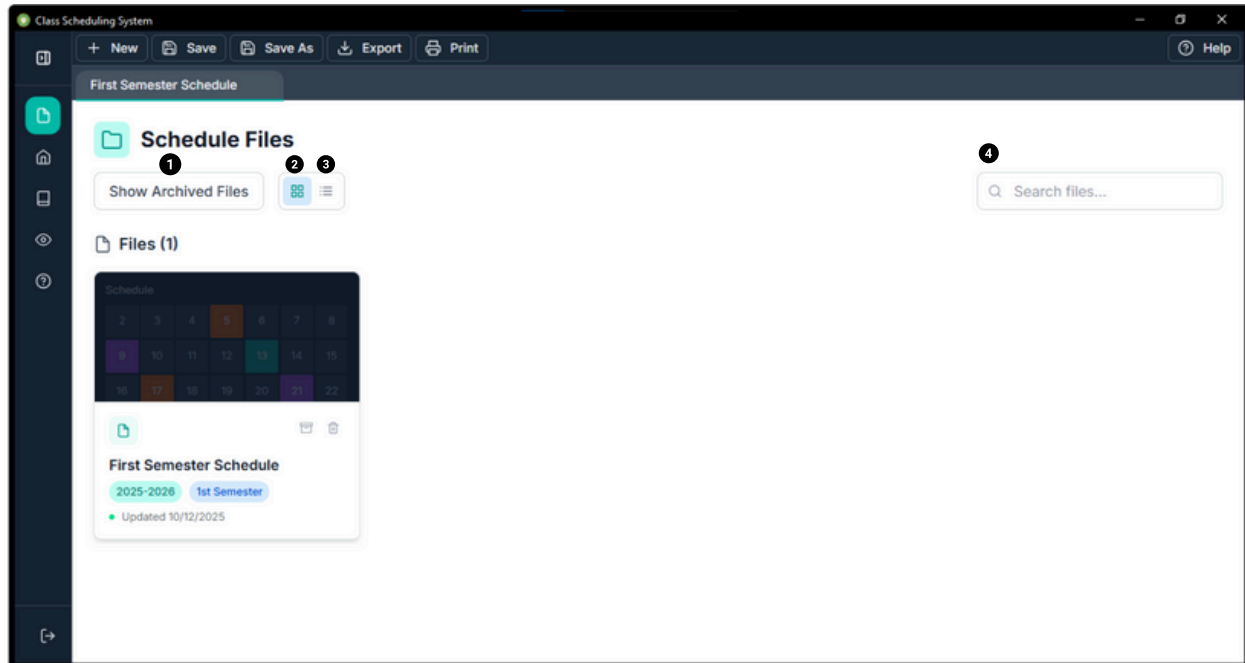 Class Scheduling System
New Save Save As Export Print Help
First Semester Schedule
Schedule Files
1 2 3 4
Show Archived Files Search files...
Files (1)
Schedule
2 3 4 5 6 7 8
9 10 11 12 13 14 15
16 17 18 19 20 21 22
First Semester Schedule
2025-2026 1st Semester
Updated 10/12/2025